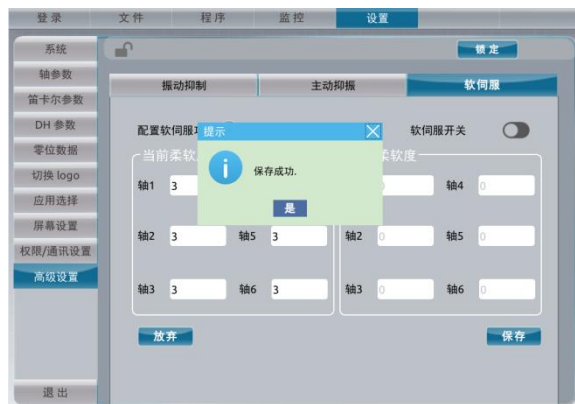 登录 文件 程序 监控 设置
系统
锁定
轴参数
振动抑制 主动抑振 软伺服
笛卡尔参数
DH 参数
配置软伺服 提示 软伺服开关
零位数据
当前柔软 柔软度
切换 logo
保存成功.
轴1 3 0 轴4 0
应用选择
是
屏幕设置
轴2 3 轴5 3 轴2 0 轴5 0
权限/通讯设置
高级设置
轴3 3 轴6 3 轴3 0 轴6 0
放弃 保存
退出